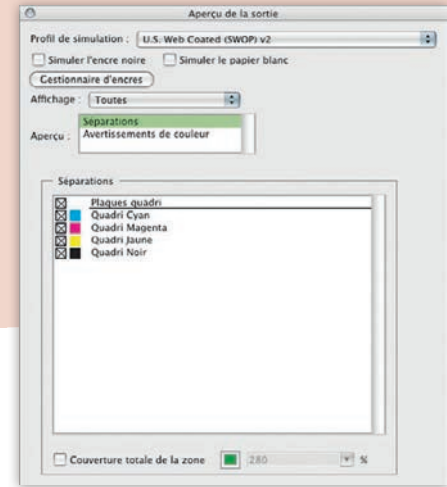 Aperçu de la sortie
Profil de simulation : U.S. Web Coated (SWOP) v2
Simuler l'encre noire Simuler le papier blanc
Gestionnaire d'encres
Affichage : Toutes
Aperçu : Séparations
Avertissements de couleur
Séparations
Plaques quadri
Quadri Cyan
Quadri Magenta
Quadri Jaune
Quadri Noir
Couverture totale de la zone 280 %